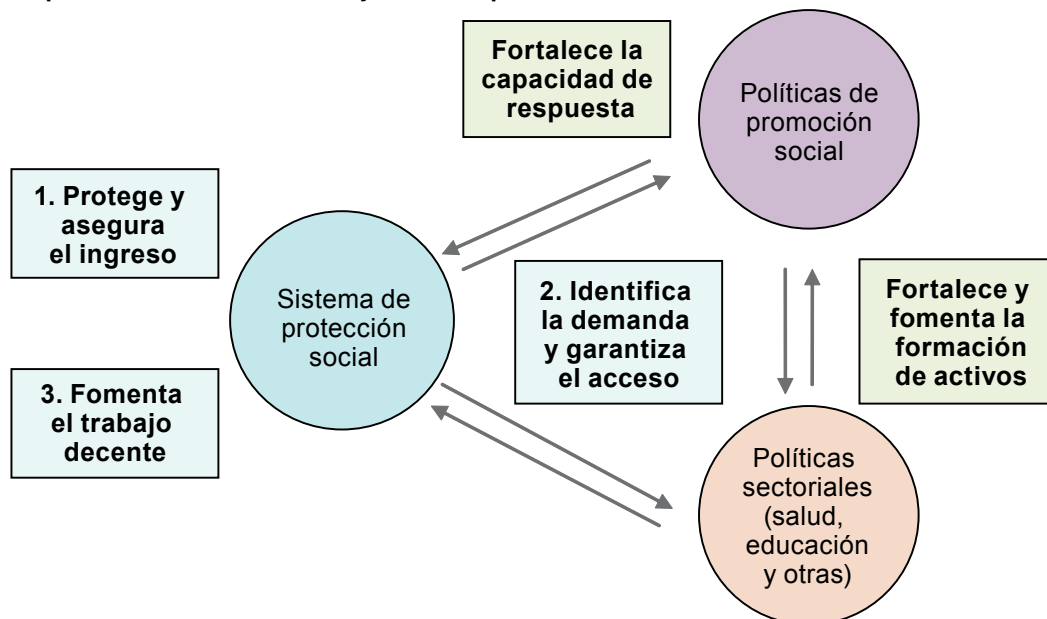 Fortalece la
capacidad de
respuesta
Políticas de
promoción
social
1. Protege y
asegura
el ingreso
Sistema de
protección
social
2. Identifica
la demanda
y garantiza
el acceso
Fortalece y
fomenta la
formación
de activos
3. Fomenta
el trabajo
decente
Políticas
sectoriales
(salud,
educación
y otras)